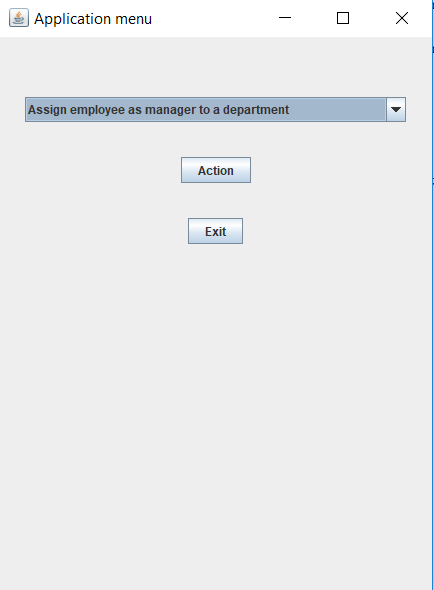 Application menu
Assign employee as manager to a department
Action
Exit